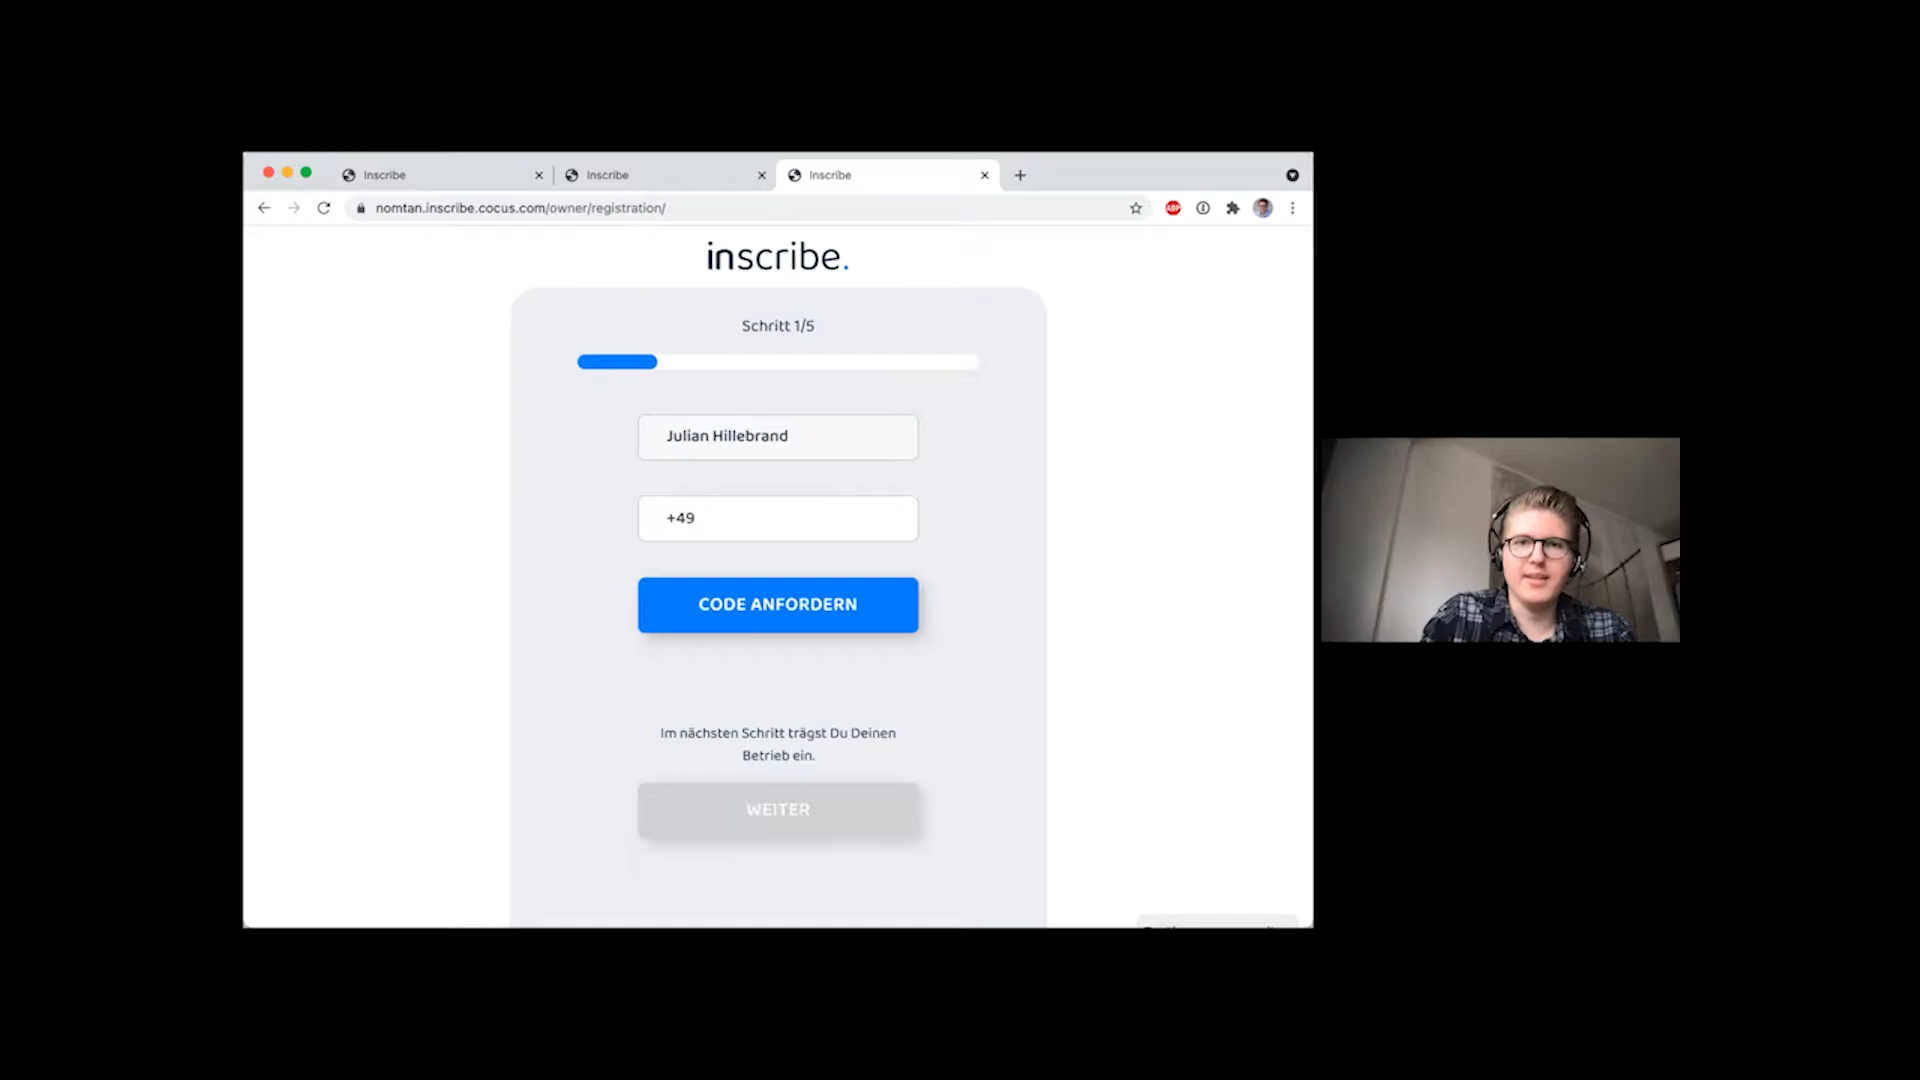 Inscribe
Inscribe
Inscribe
nomtan.inscribe.cocus.com/owner/registration/
ABP
inscribe.
Schritt 1/5
Julian Hillebrand
+49
CODE ANFORDERN
Im nächsten Schritt trägst Du Deinen
Betrieb ein.
WEITER